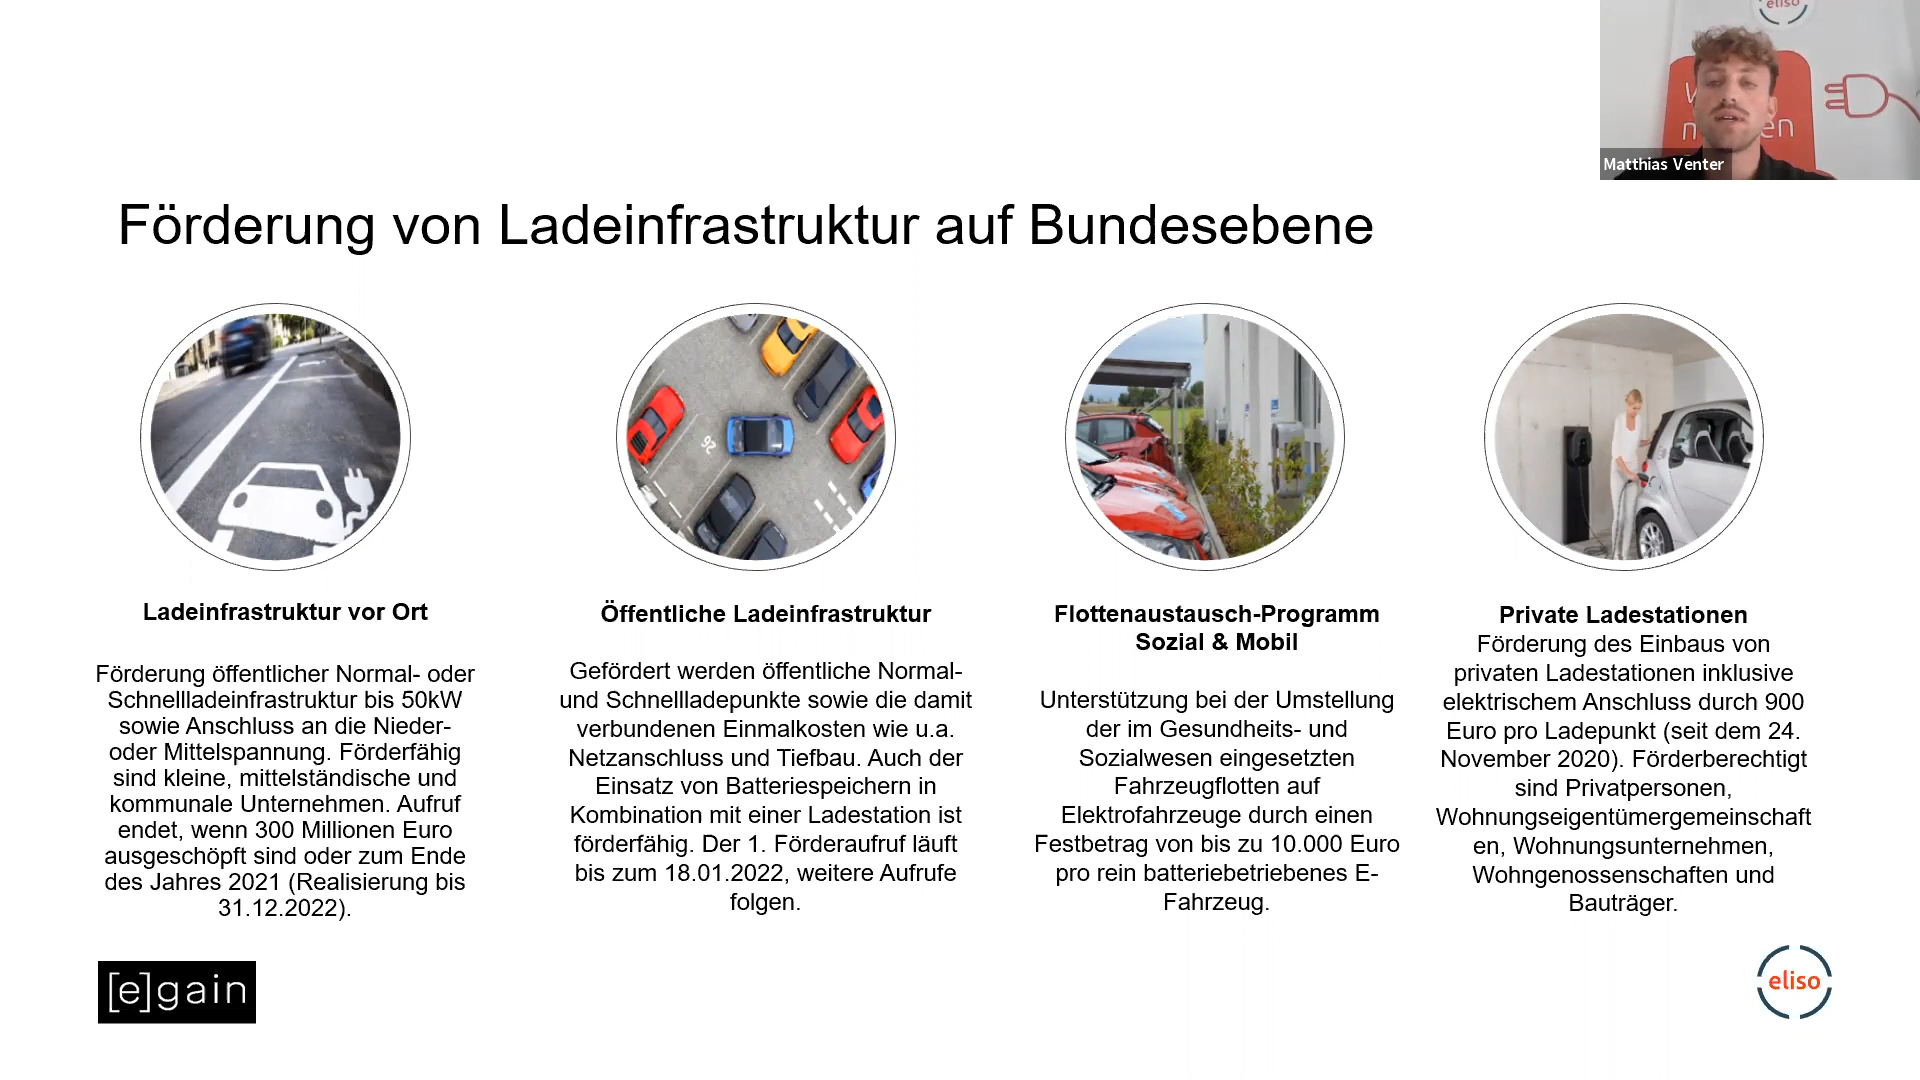 eliso
en
Matthias Venter
Förderung von Ladeinfrastruktur auf Bundesebene
26
Ladeinfrastruktur vor Ort
Förderung öffentlicher Normal- oder
Schnellladeinfrastruktur bis 50kW
sowie Anschluss an die Nieder-
oder Mittelspannung. Förderfähig
sind kleine, mittelständische und
kommunale Unternehmen. Aufruf
endet, wenn 300 Millionen Euro
ausgeschöpft sind oder zum Ende
des Jahres 2021 (Realisierung bis
31.12.2022).
Öffentliche Ladeinfrastruktur
Gefördert werden öffentliche Normal-
und Schnellladepunkte sowie die damit
verbundenen Einmalkosten wie u.a.
Netzanschluss und Tiefbau. Auch der
Einsatz von Batteriespeichern in
Kombination mit einer Ladestation ist
förderfähig. Der 1. Förderaufruf läuft
bis zum 18.01.2022, weitere Aufrufe
folgen.
Flottenaustausch-Programm
Sozial & Mobil
Unterstützung bei der Umstellung
der im Gesundheits- und
Sozialwesen eingesetzten
Fahrzeugflotten auf
Elektrofahrzeuge durch einen
Festbetrag von bis zu 10.000 Euro
pro rein batteriebetriebenes E-
Fahrzeug.
Private Ladestationen
Förderung des Einbaus von
privaten Ladestationen inklusive
elektrischem Anschluss durch 900
Euro pro Ladepunkt (seit dem 24.
November 2020). Förderberechtigt
sind Privatpersonen,
Wohnungseigentümergemeinschaft
en, Wohnungsunternehmen,
Wohngenossenschaften und
Bauträger.
[e]gain
eliso